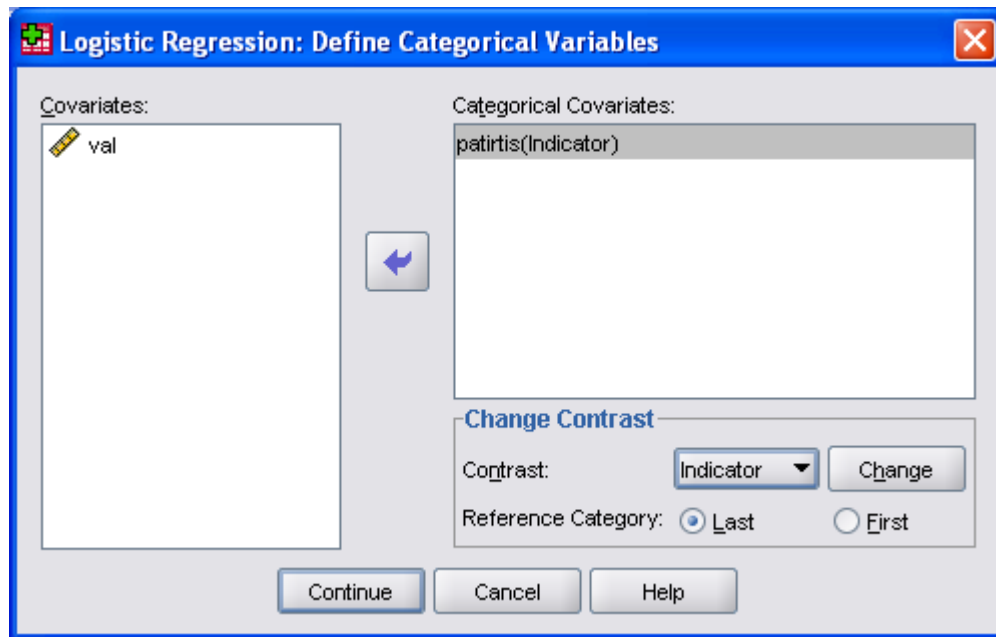 Logistic Regression: Define Categorical Variables
Covariates:
val
Categorical Covariates:
patirtis(Indicator)
Change Contrast
Contrast:
Indicator
Change
Reference Category:
Last
First
Continue
Cancel
Help